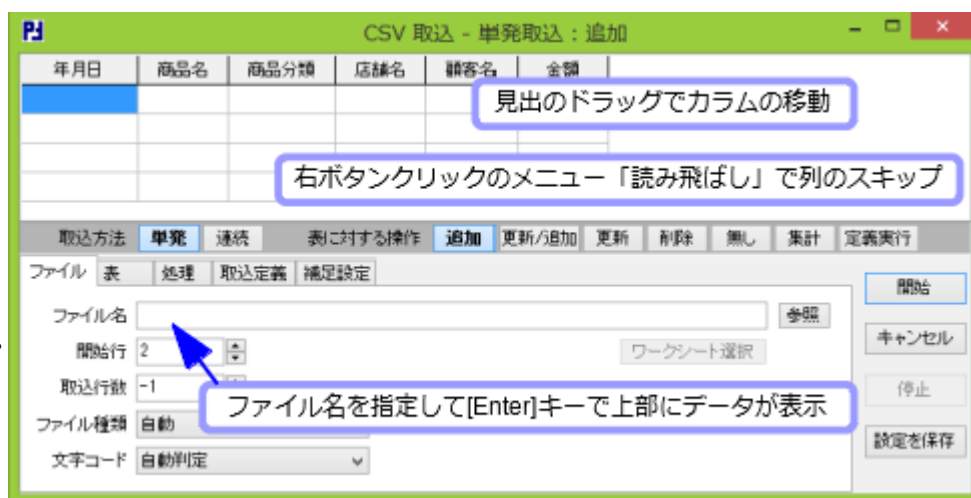 CSV 取込 - 単発取込：追加
年月日 商品名 商品分類 店舗名 顧客名 金額
見出のドラッグでカラムの移動
右ボタンクリックのメニュー「読み飛ばし」で列のスキップ
取込方法 単発 連続 表に対する操作 追加 更新/追加 更新 削除 無し 集計 定義実行
ファイル 表 処理 取込定義 補足設定
開始
ファイル名 参照
キャンセル
開始行 2 ワークシート選択
取込行数 -1
停止
ファイル名を指定して[Enter]キーで上部にデータが表示
ファイル種類 自動
設定を保存
文字コード 自動判定